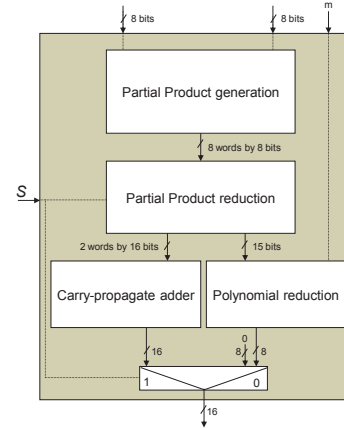 8 bits
8 bits
m
Partial Product generation
8 words by 8 bits
Partial Product reduction
S
2 words by 16 bits
15 bits
Carry-propagate adder
Polynomial reduction
16
0
8
8
1
0
16